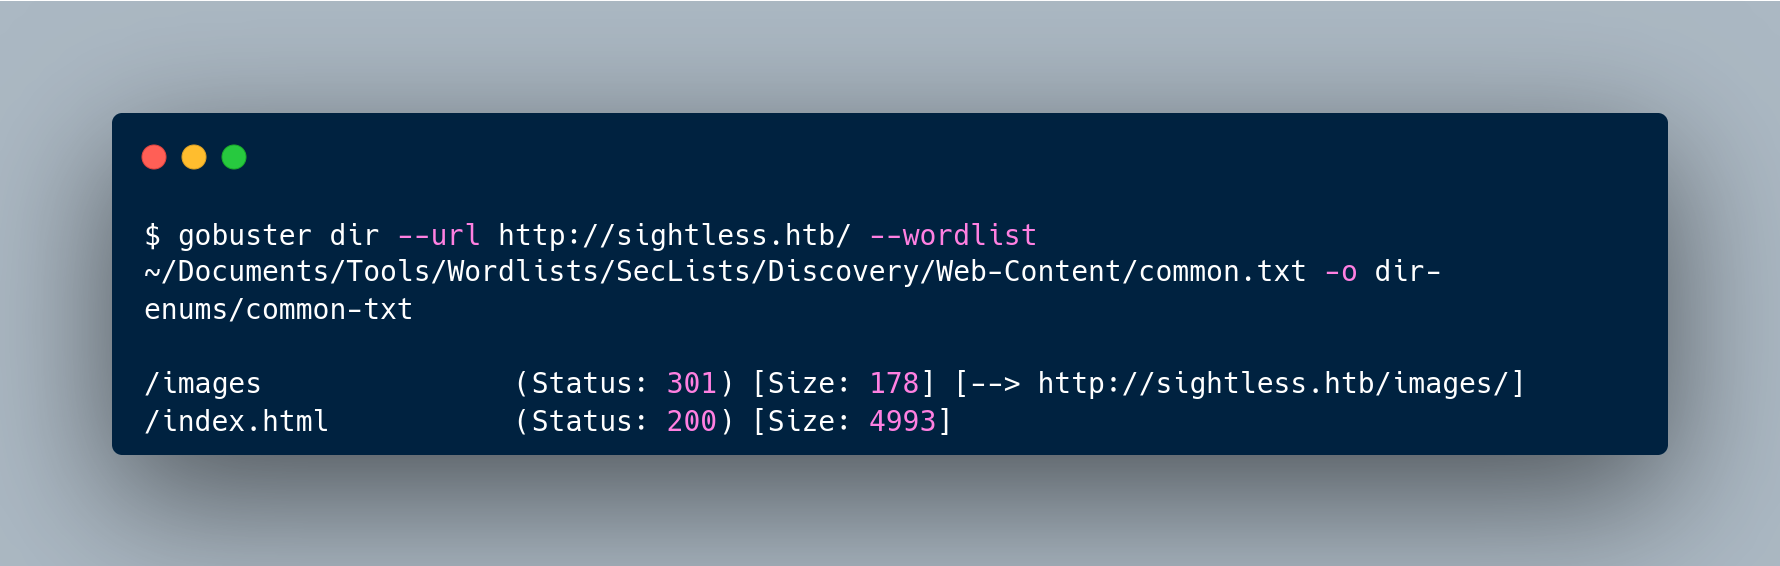 $ gobuster dir --url http://sightless.htb/ --wordlist
~/Documents/Tools/Wordlists/SecLists/Discovery/Web-Content/common.txt -o dir-
enums/common-txt
/images               (Status: 301) [Size: 178] [--> http://sightless.htb/images/]
/index.html           (Status: 200) [Size: 4993]